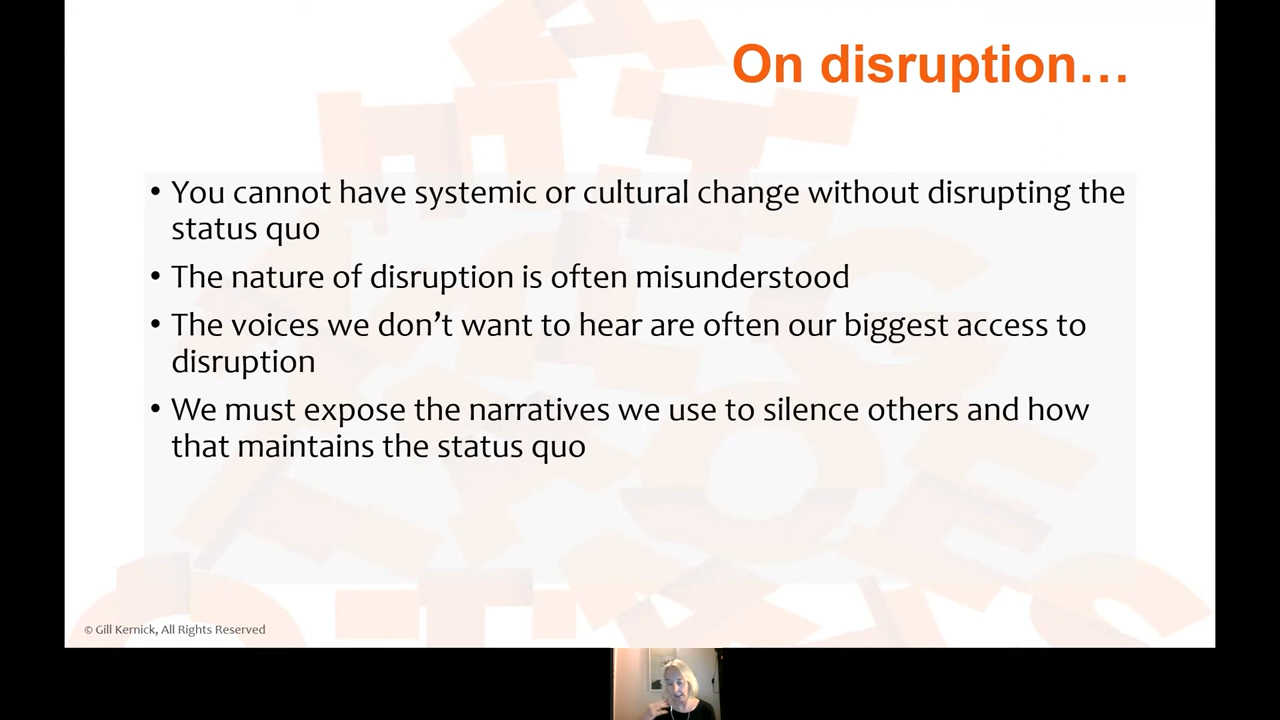 On disruption…
• You cannot have systemic or cultural change without disrupting the
status quo
• The nature of disruption is often misunderstood
• The voices we don’t want to hear are often our biggest access to
disruption
• We must expose the narratives we use to silence others and how
that maintains the status quo
© Gill Kernick, All Rights Reserved